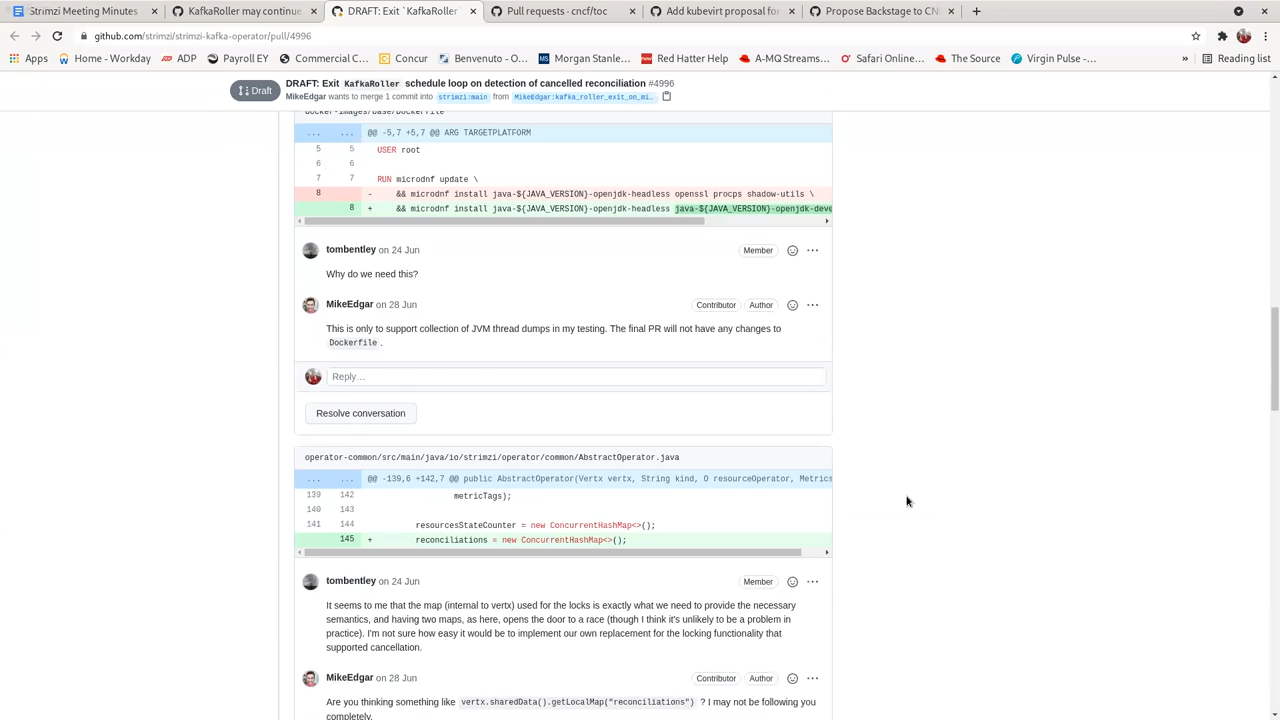 Strimzi Meeting Minutes
KafkaRoller may continue
DRAFT: Exit `KafkaRoller`
Pull requests · cncf/toc
Add kubevirt proposal for
Propose Backstage to CN
github.com/strimzi/strimzi-kafka-operator/pull/4996
Apps Home - Workday ADP Payroll EY Commercial C... Concur Benvenuto - O... Morgan Stanle... Red Hatter Help A-MQ Streams... Safari Online... The Source Virgin Pulse -... » Reading list
Draft
DRAFT: Exit KafkaRoller schedule loop on detection of cancelled reconciliation #4996
MikeEdgar wants to merge 1 commit into strimzi:main from MikeEdgar:kafka_roller_exit_on_mi…
docker-images/base/Dockerfile
... ... @@ -5,7 +5,7 @@ ARG TARGETPLATFORM
5 5 USER root
6 6
7 7 RUN microdnf update \
8 - && microdnf install java-${JAVA_VERSION}-openjdk-headless openssl procps shadow-utils \
8 + && microdnf install java-${JAVA_VERSION}-openjdk-headless java-${JAVA_VERSION}-openjdk-deve
tombentley on 24 Jun Member
Why do we need this?
MikeEdgar on 28 Jun Contributor Author
This is only to support collection of JVM thread dumps in my testing. The final PR will not have any changes to
Dockerfile .
Reply…
Resolve conversation
operator-common/src/main/java/io/strimzi/operator/common/AbstractOperator.java
... ... @@ -139,6 +142,7 @@ public AbstractOperator(Vertx vertx, String kind, O resourceOperator, Metrics
139 142 metricTags);
140 143
141 144 resourcesStateCounter = new ConcurrentHashMap<>();
145 + reconciliations = new ConcurrentHashMap<>();
tombentley on 24 Jun Member
It seems to me that the map (internal to vertx) used for the locks is exactly what we need to provide the necessary
semantics, and having two maps, as here, opens the door to a race (though I think it's unlikely to be a problem in
practice). I'm not sure how easy it would be to implement our own replacement for the locking functionality that
supported cancellation.
MikeEdgar on 28 Jun Contributor Author
Are you thinking something like vertx.sharedData().getLocalMap("reconciliations") ? I may not be following you
completely.